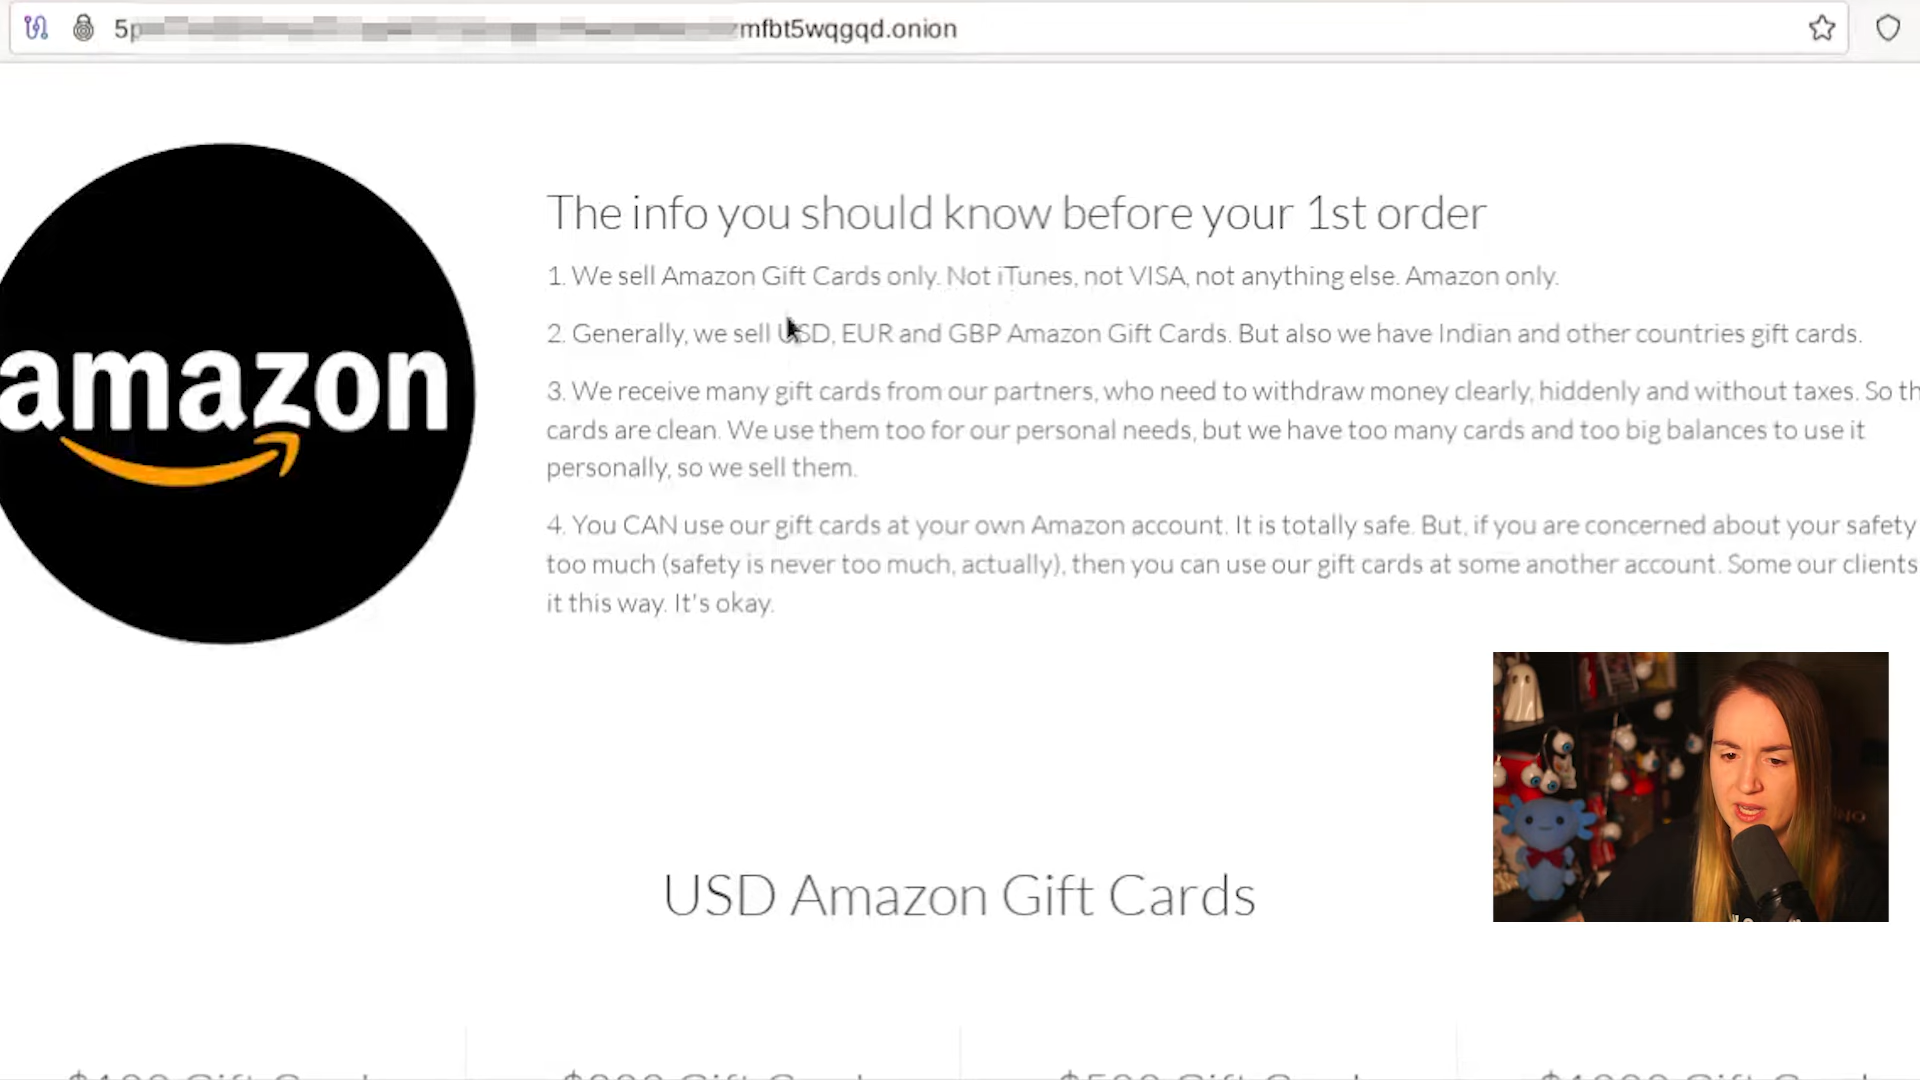 mfbt5wqgqd.onion
amazon
The info you should know before your 1st order
1. We sell Amazon Gift Cards only. Not iTunes, not VISA, not anything else. Amazon only.
2. Generally, we sell USD, EUR and GBP Amazon Gift Cards. But also we have Indian and other countries gift cards.
3. We receive many gift cards from our partners, who need to withdraw money clearly, hiddenly and without taxes. So
cards are clean. We use them too for our personal needs, but we have too many cards and too big balances to use it
personally, so we sell them.
4. You CAN use our gift cards at your own Amazon account. It is totally safe. But, if you are concerned about your safety
too much (safety is never too much, actually), then you can use our gift cards at some another account. Some our clients
it this way. It's okay.
USD Amazon Gift Cards